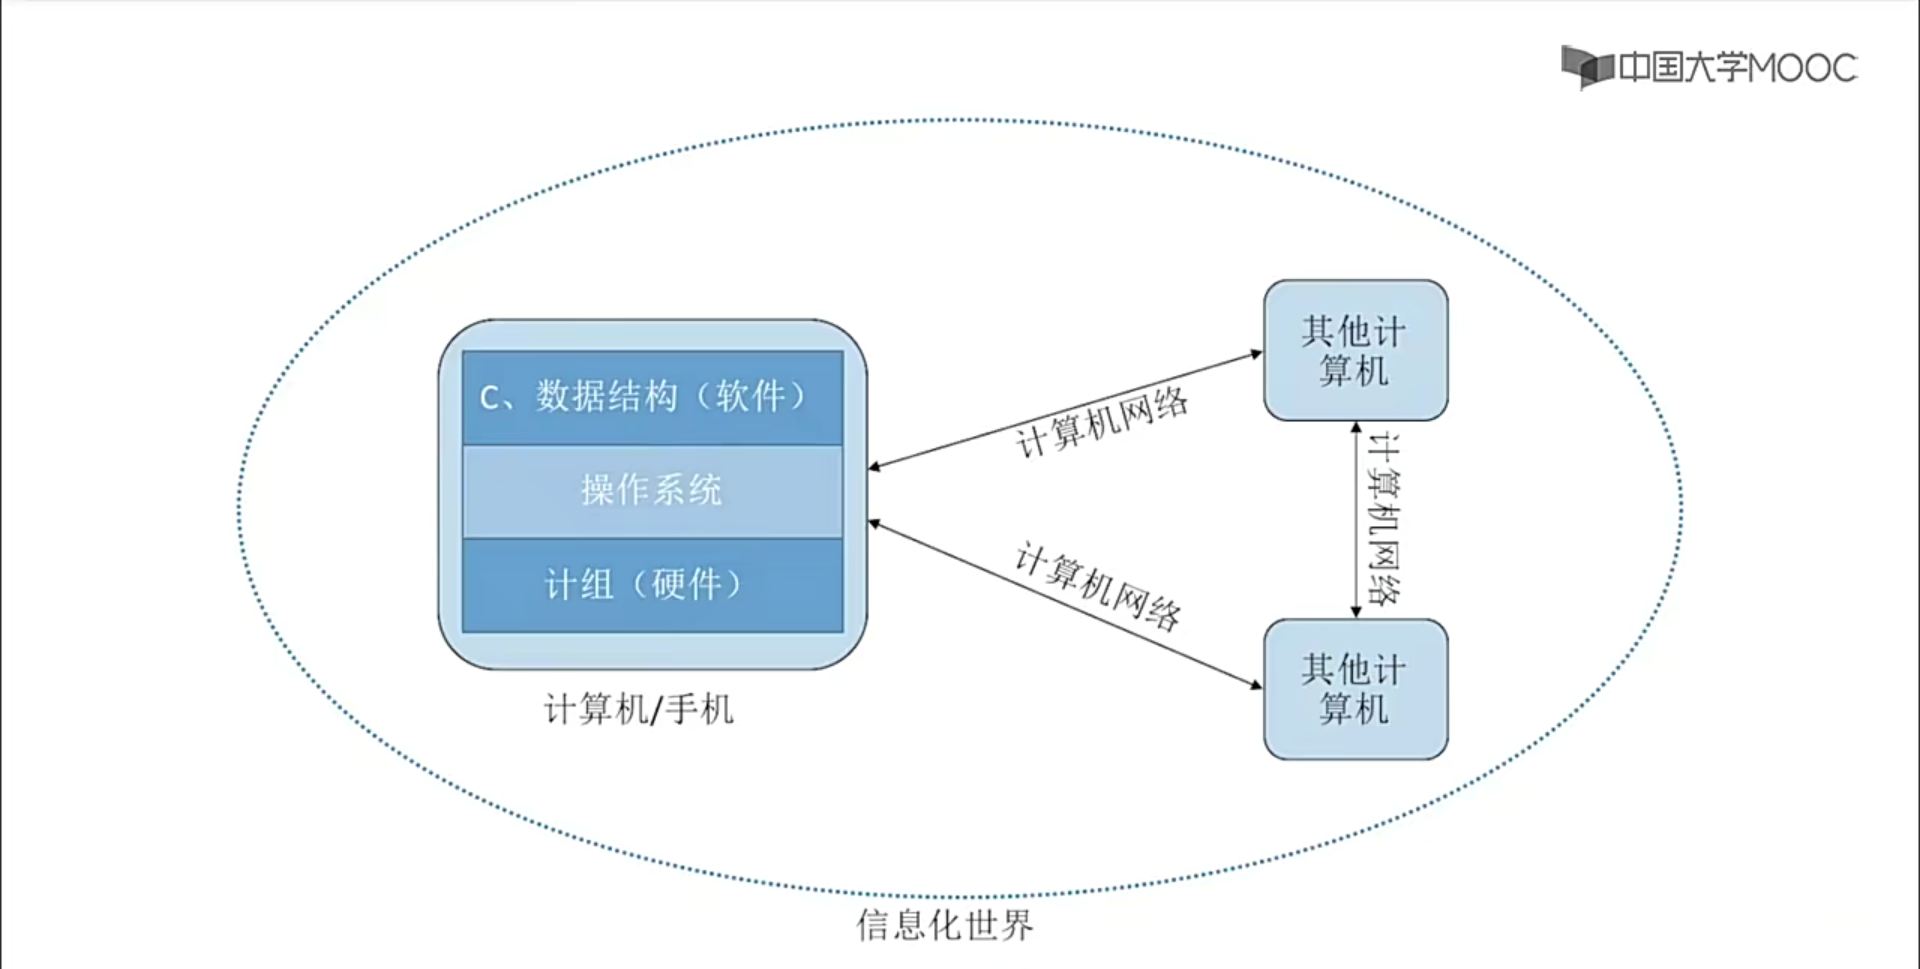 中国大学MOOC
其他计
算机
C、数据结构（软件）
计算机网络
计算机网络
操作系统
计组（硬件）
计算机网络
其他计
算机
计算机/手机
信息化世界